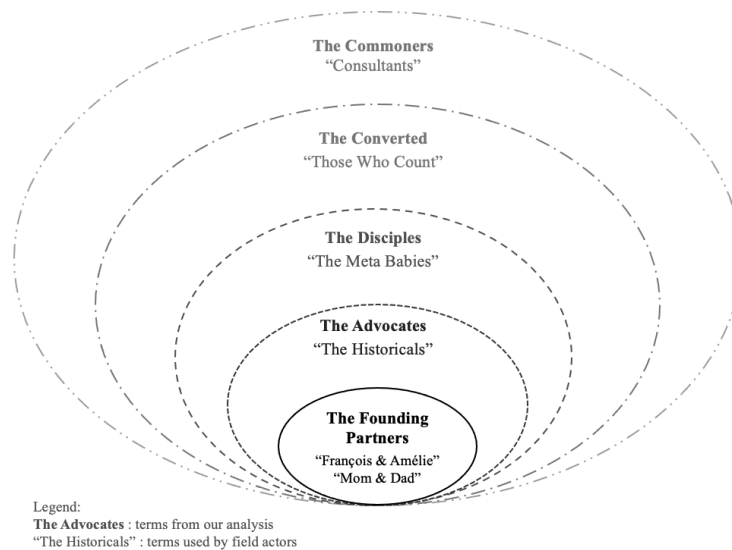 The Commoners
“Consultants”
The Converted
“Those Who Count”
The Disciples
“The Meta Babies”
The Advocates
“The Historicals”
The Founding
Partners
“François & Amélie”
“Mom & Dad”
Legend:
The Advocates : terms from our analysis
“The Historicals” : terms used by field actors